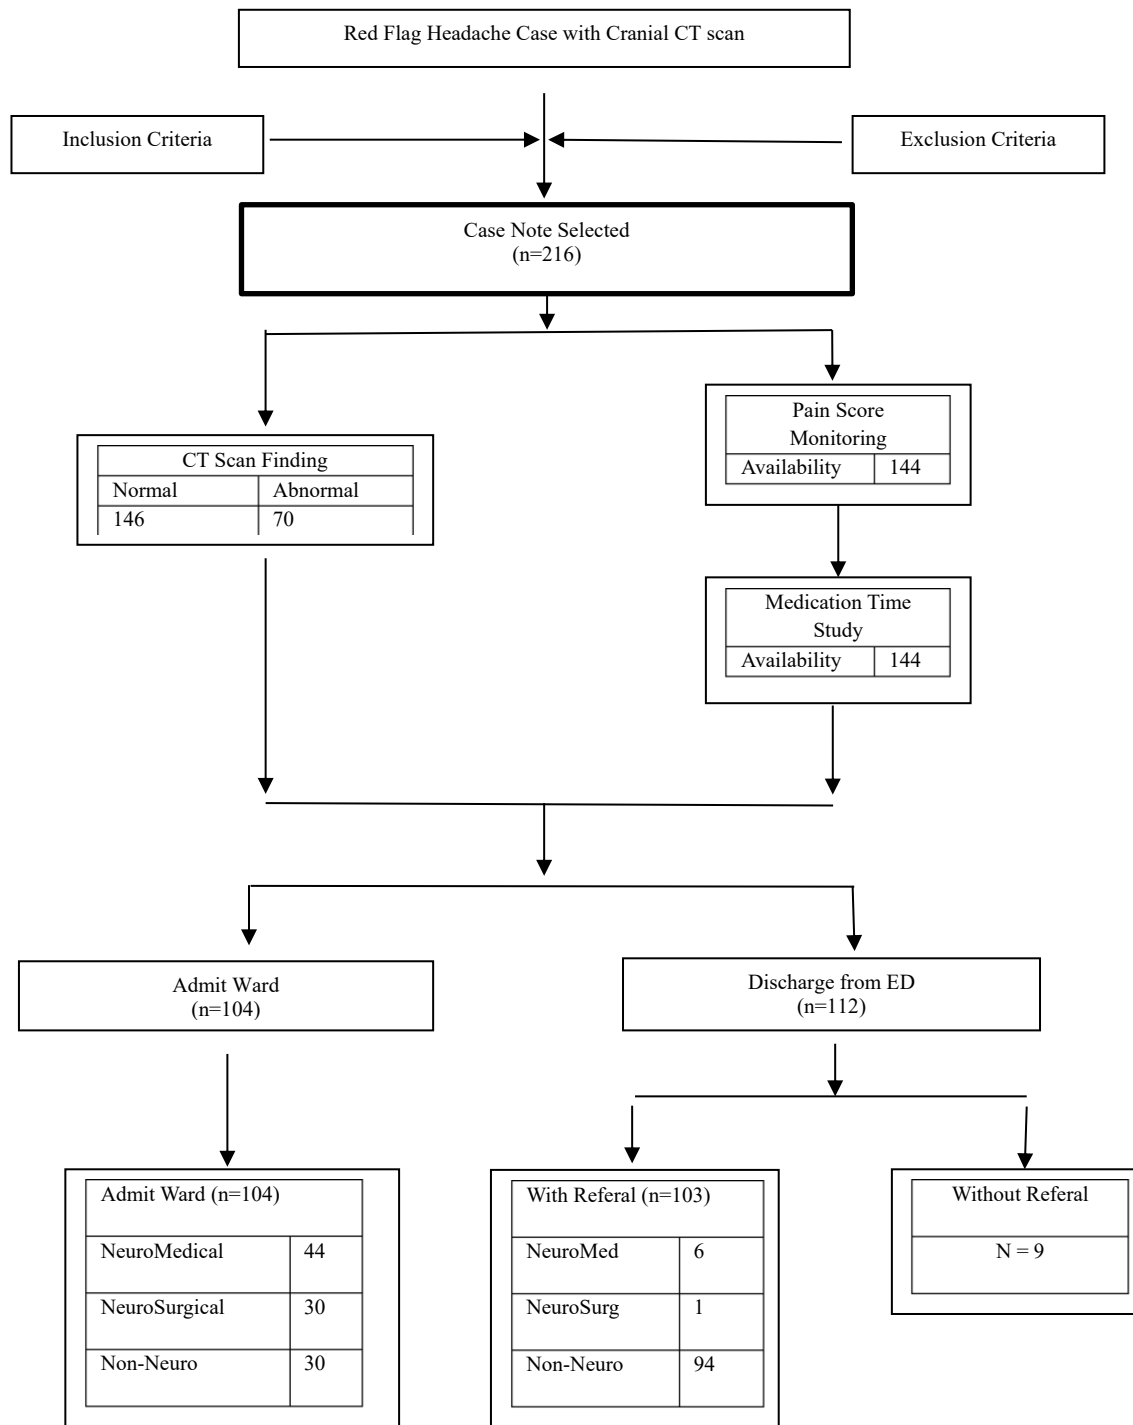 Red Flag Headache Case with Cranial CT scan
Inclusion Criteria
Exclusion Criteria
Case Note Selected
(n=216)
CT Scan Finding
Normal Abnormal
146 70
Pain Score
Monitoring
Availability 144
Medication Time
Study
Availability 144
Admit Ward
(n=104)
Discharge from ED
(n=112)
Admit Ward (n=104)
NeuroMedical 44
NeuroSurgical 30
Non-Neuro 30
With Referal (n=103)
NeuroMed 6
NeuroSurg 1
Non-Neuro 94
Without Referal
N = 9